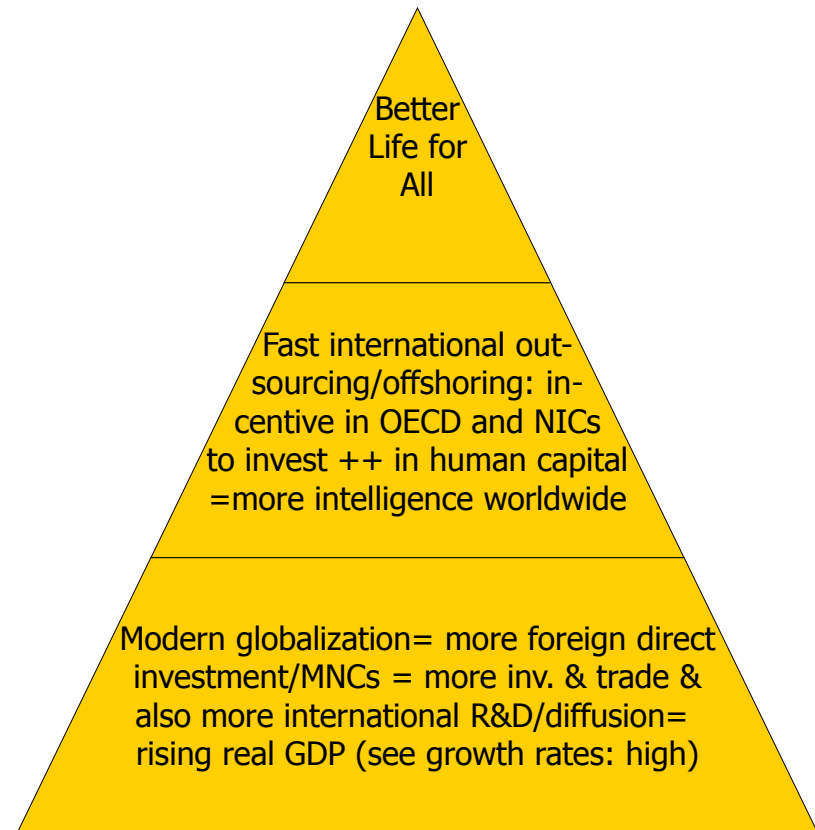 Better
Life for
All
Fast international out-
sourcing/offshoring: in-
centive in OECD and NICs
to invest ++ in human capital
=more intelligence worldwide
Modern globalization= more foreign direct
investment/MNCs = more inv. & trade &
also more international R&D/diffusion=
rising real GDP (see growth rates: high)